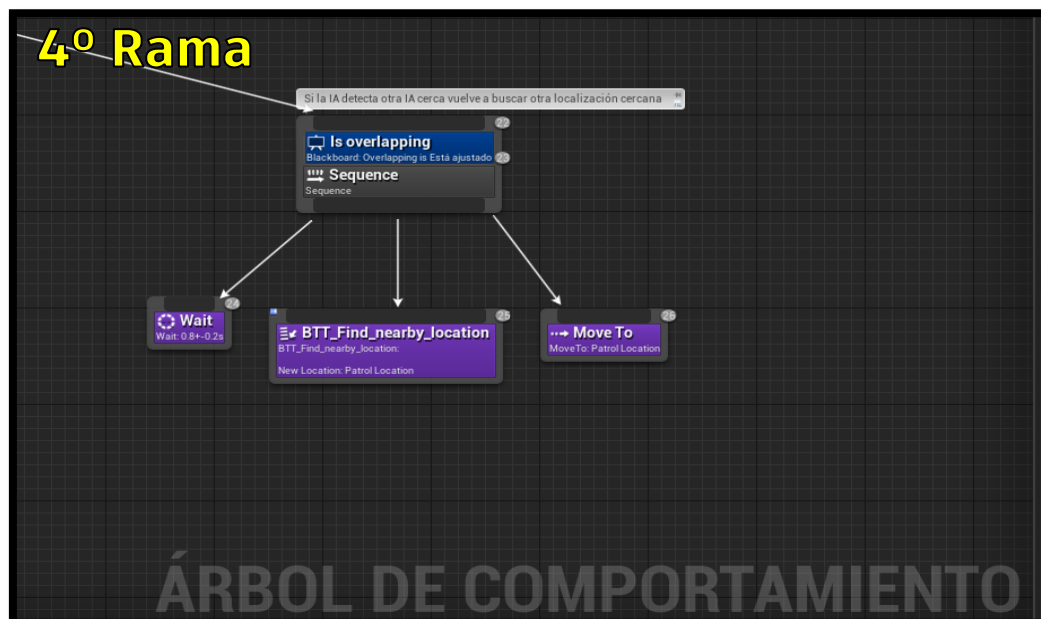 4º Rama
Si la IA detecta otra IA cerca vuelve a buscar otra localización cercana
22
Is overlapping
Blackboard: Overlapping is Está ajustado
23
Sequence
Sequence
24
Wait
Wait: 0.8+-0.2s
25
BTT_Find_nearby_location
BTT_Find_nearby_location:
New Location: Patrol Location
26
Move To
MoveTo: Patrol Location
ÁRBOL DE COMPORTAMIENTO